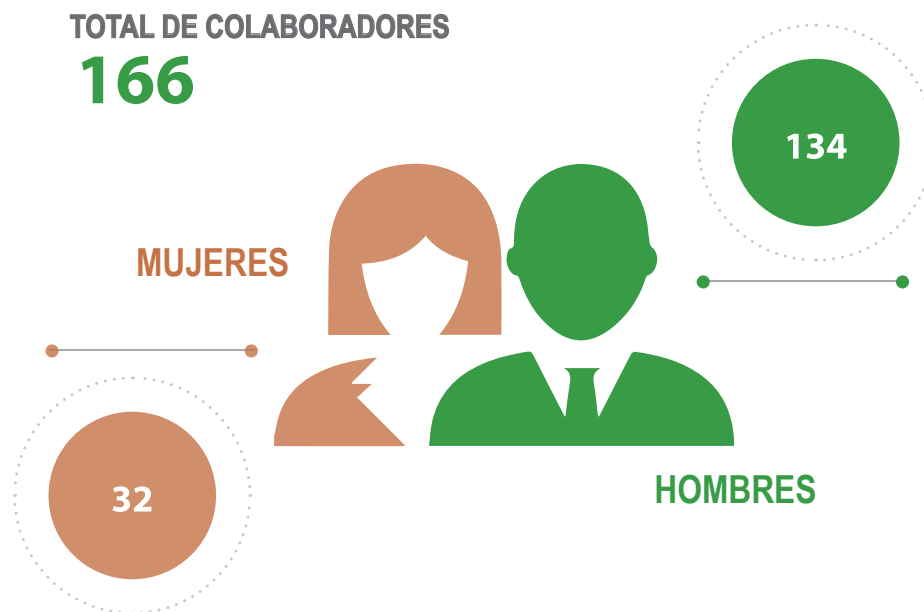 TOTAL DE COLABORADORES
166
134
MUJERES
32
HOMBRES